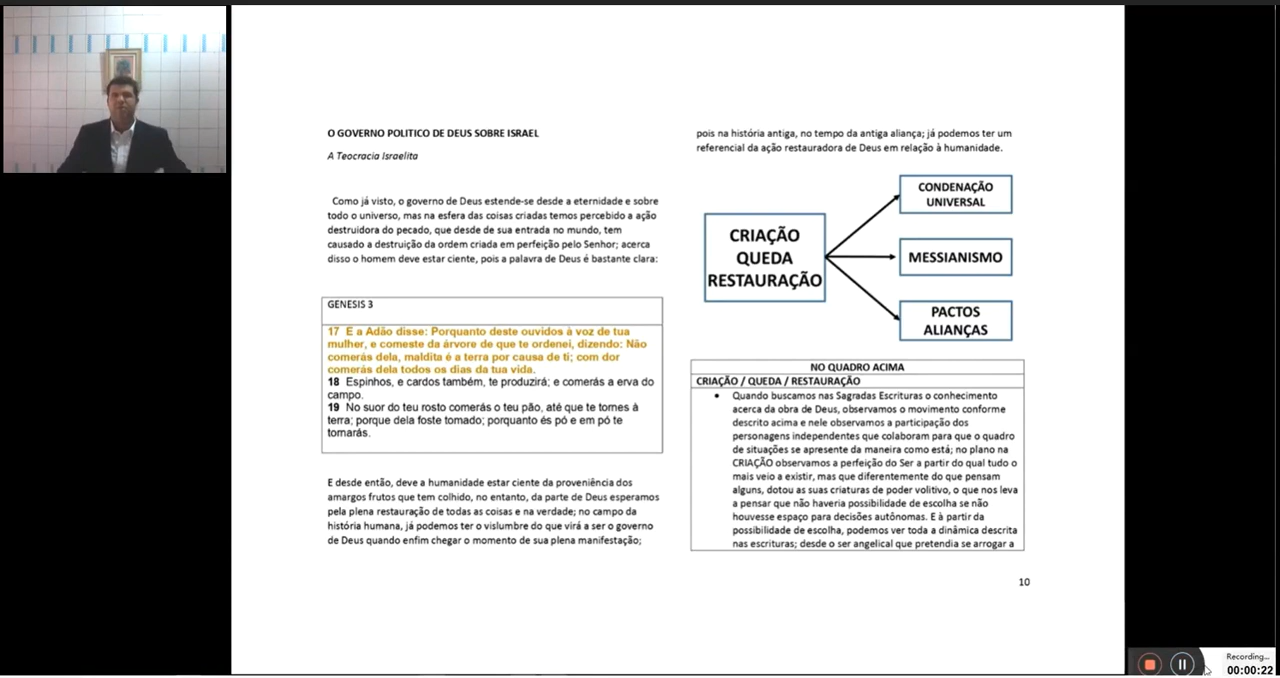 O GOVERNO POLITICO DE DEUS SOBRE ISRAEL
A Teocracia Israelita
Como já visto, o governo de Deus estende-se desde a eternidade e sobre
todo o universo, mas na esfera das coisas criadas temos percebido a ação
destruidora do pecado, que desde de sua entrada no mundo, tem
causado a destruição da ordem criada em perfeição pelo Senhor; acerca
disso o homem deve estar ciente, pois a palavra de Deus é bastante clara:
GENESIS 3
17 E a Adão disse: Porquanto deste ouvidos à voz de tua
mulher, e comeste da árvore de que te ordenei, dizendo: Não
comerás dela, maldita é a terra por causa de ti; com dor
comerás dela todos os dias da tua vida.
18 Espinhos, e cardos também, te produzirá; e comerás a erva do
campo.
19 No suor do teu rosto comerás o teu pão, até que te tornes à
terra; porque dela foste tomado; porquanto és pó e em pó te
tornarás.
E desde então, deve a humanidade estar ciente da proveniência dos
amargos frutos que tem colhido, no entanto, da parte de Deus esperamos
pela plena restauração de todas as coisas e na verdade; no campo da
história humana, já podemos ter o vislumbre do que virá a ser o governo
de Deus quando enfim chegar o momento de sua plena manifestação;
pois na história antiga, no tempo da antiga aliança; já podemos ter um
referencial da ação restauradora de Deus em relação à humanidade.
CRIAÇÃO
QUEDA
RESTAURAÇÃO
CONDENAÇÃO
UNIVERSAL
MESSIANISMO
PACTOS
ALIANÇAS
NO QUADRO ACIMA
CRIAÇÃO / QUEDA / RESTAURAÇÃO
• Quando buscamos nas Sagradas Escrituras o conhecimento
acerca da obra de Deus, observamos o movimento conforme
descrito acima e nele observamos a participação dos
personagens independentes que colaboram para que o quadro
de situações se apresente da maneira como está; no plano na
CRIAÇÃO observamos a perfeição do Ser a partir do qual tudo o
mais veio a existir, mas que diferentemente do que pensam
alguns, dotou as suas criaturas de poder volitivo, o que nos leva
a pensar que não haveria possibilidade de escolha se não
houvesse espaço para decisões autônomas. E à partir da
possibilidade de escolha, podemos ver toda a dinâmica descrita
nas escrituras; desde o ser angelical que pretendia se arrogar a
10
Recording...
00:00:22